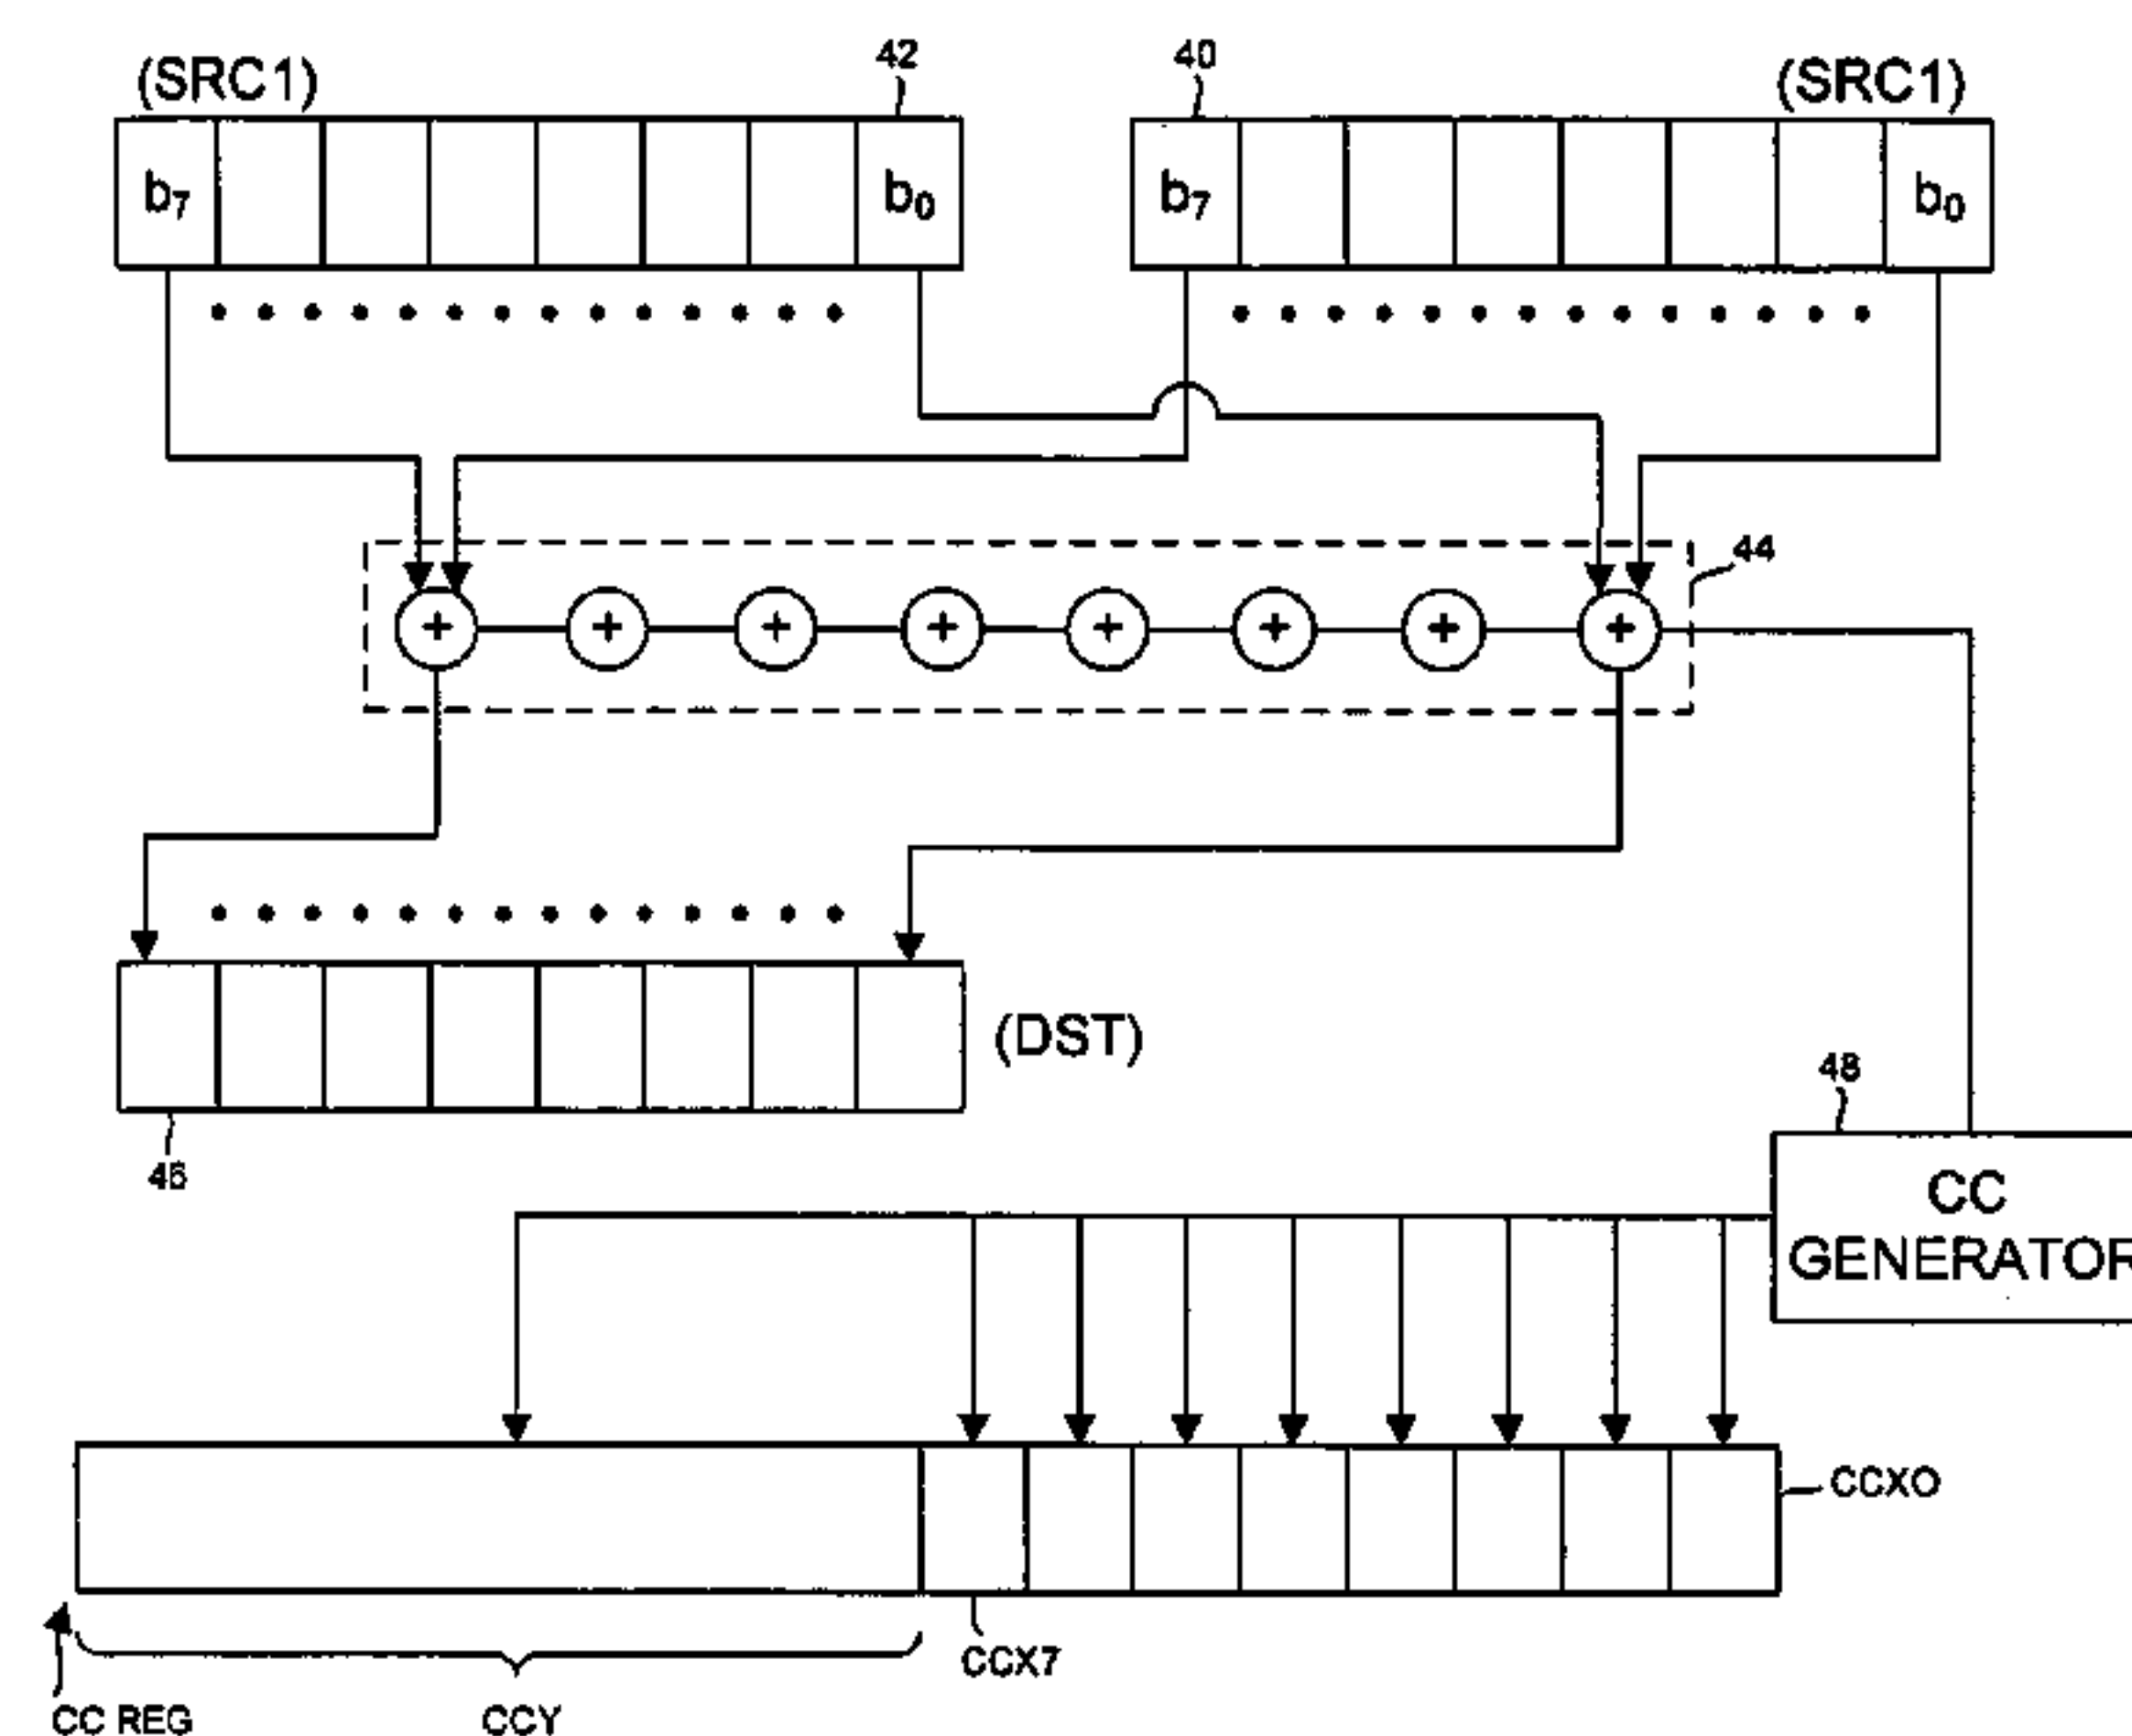 42
40
(SRC1)
(SRC1)
b7
b0
b7
b0
44
+ + + + + + + +
(DST)
46
48
CC
GENERATOR
CCXO
CCX7
CC REG
CCY